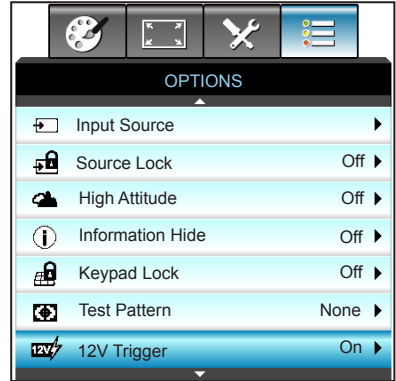 OPTIONS
Input Source
Source Lock Off
High Attitude Off
Information Hide Off
Keypad Lock Off
Test Pattern None
12V 12V Trigger On